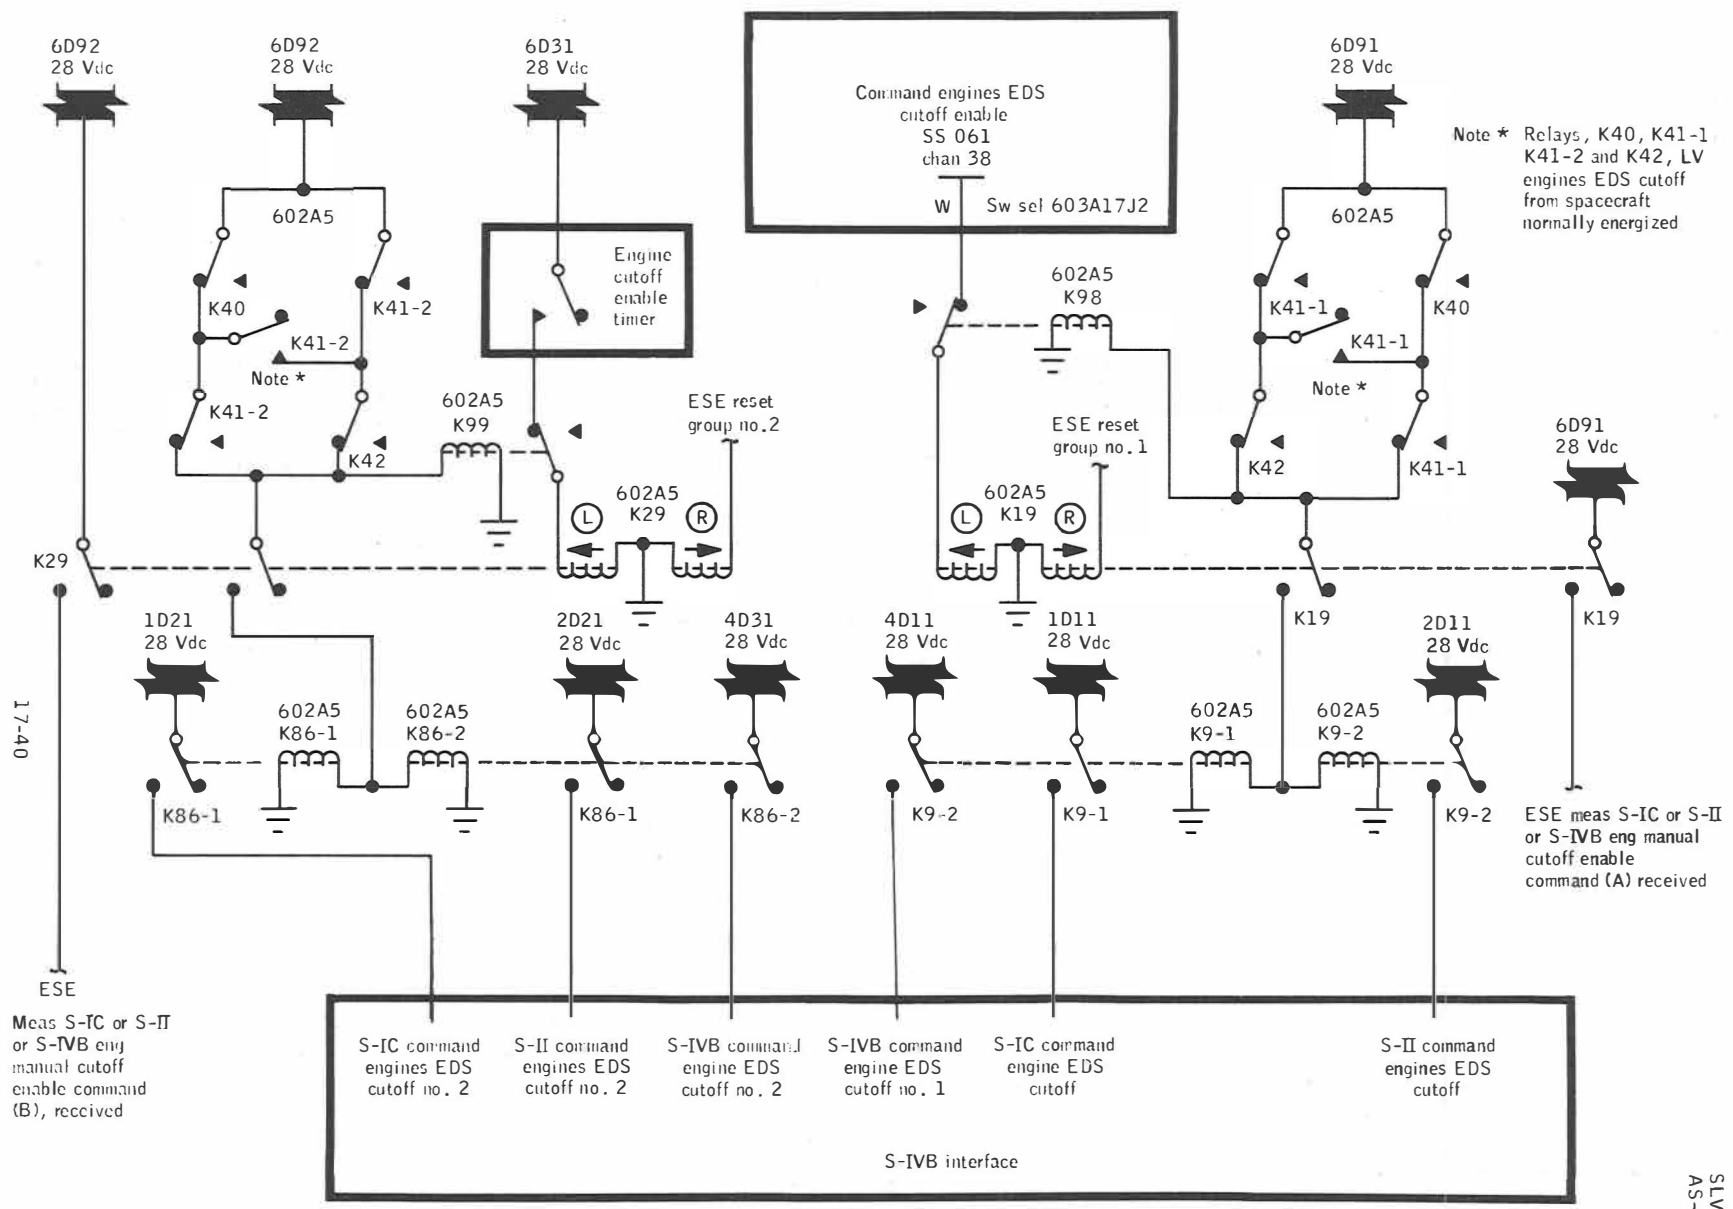 6D92
28 Vdc
6D92
28 Vdc
6D31
28 Vdc
6D91
28 Vdc
Command engines EDS
cutoff enable
SS 061
chan 38
W
Sw sel 603A17J2
Note * Relays, K40, K41-1
K41-2 and K42, LV
engines EDS cutoff
from spacecraft
normally energized
602A5
602A5
Engine
cutoff
enable
timer
602A5
K98
K40
K41-2
K41-1
K40
K41-2
K41-1
Note *
Note *
K41-2
K42
602A5
K99
ESE reset
group no. 2
ESE reset
group no. 1
K42
K41-1
6D91
28 Vdc
L
602A5
K29
R
L
602A5
K19
R
K29
K19
K19
1D21
28 Vdc
2D21
28 Vdc
4D31
28 Vdc
4D11
28 Vdc
1D11
28 Vdc
2D11
28 Vdc
602A5
K86-1
602A5
K86-2
602A5
K9-1
602A5
K9-2
K86-1
K86-1
K86-2
K9-2
K9-1
K9-2
ESE meas S-IC or S-II
or S-IVB eng manual
cutoff enable
command (A) received
ESE
Meas S-IC or S-II
or S-IVB eng
manual cutoff
enable command
(B), received
S-IC command
engines EDS
cutoff no. 2
S-II command
engines EDS
cutoff no. 2
S-IVB command
engine EDS
cutoff no. 2
S-IVB command
engine EDS
cutoff no. 1
S-IC command
engine EDS
cutoff
S-II command
engines EDS
cutoff
S-IVB interface
17-40
SLV
AS-